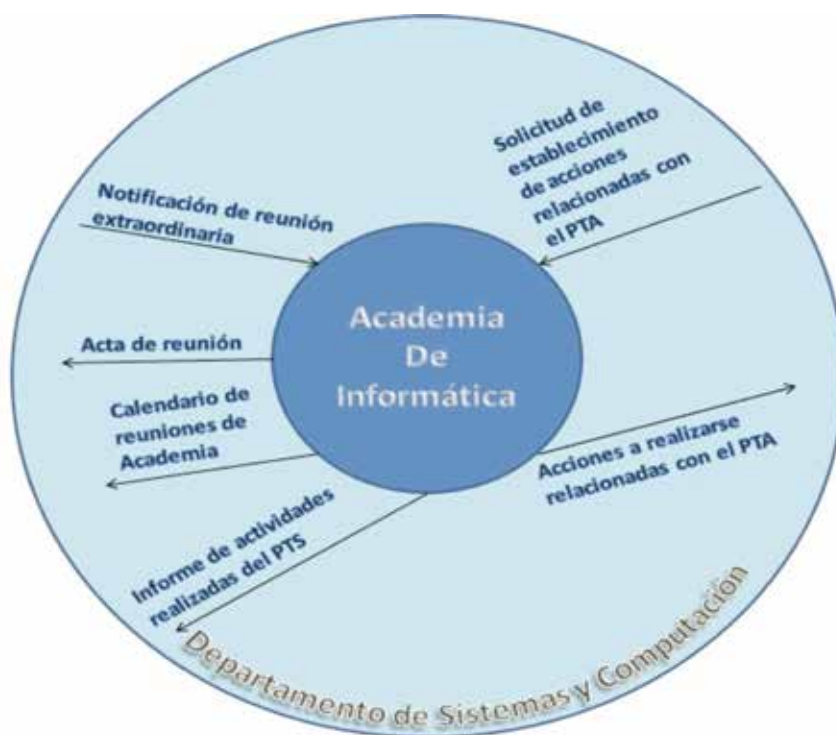 Solicitud de
establecimiento
de acciones
relacionadas con
el PTA
Notificación de reunión
extraordinaria
Academia
De
Informática
Acta de reunión
Calendario de
reuniones de
Academia
Acciones a realizarse
relacionadas con el PTA
Informe de actividades
realizadas del PTS
Departamento de Sistemas y Computación